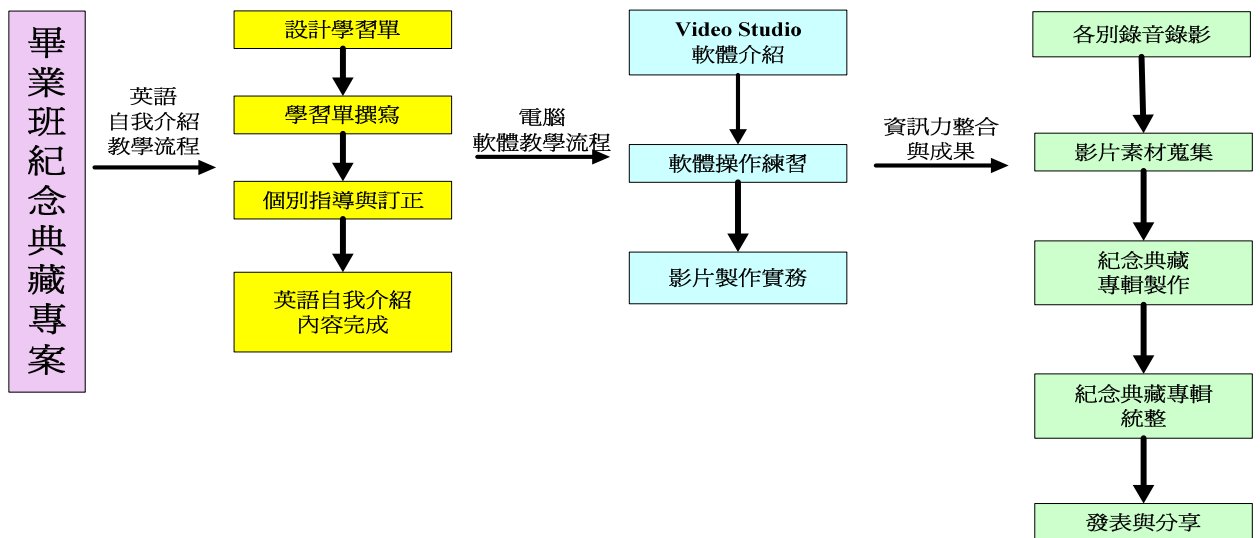 畢業班紀念典藏專案
英語
自我介紹
教學流程
設計學習單
學習單撰寫
個別指導與訂正
英語自我介紹
內容完成
電腦
軟體教學流程
Video Studio
軟體介紹
軟體操作練習
影片製作實務
資訊力整合
與成果
各別錄音錄影
影片素材蒐集
紀念典藏
專輯製作
紀念典藏專輯
統整
發表與分享